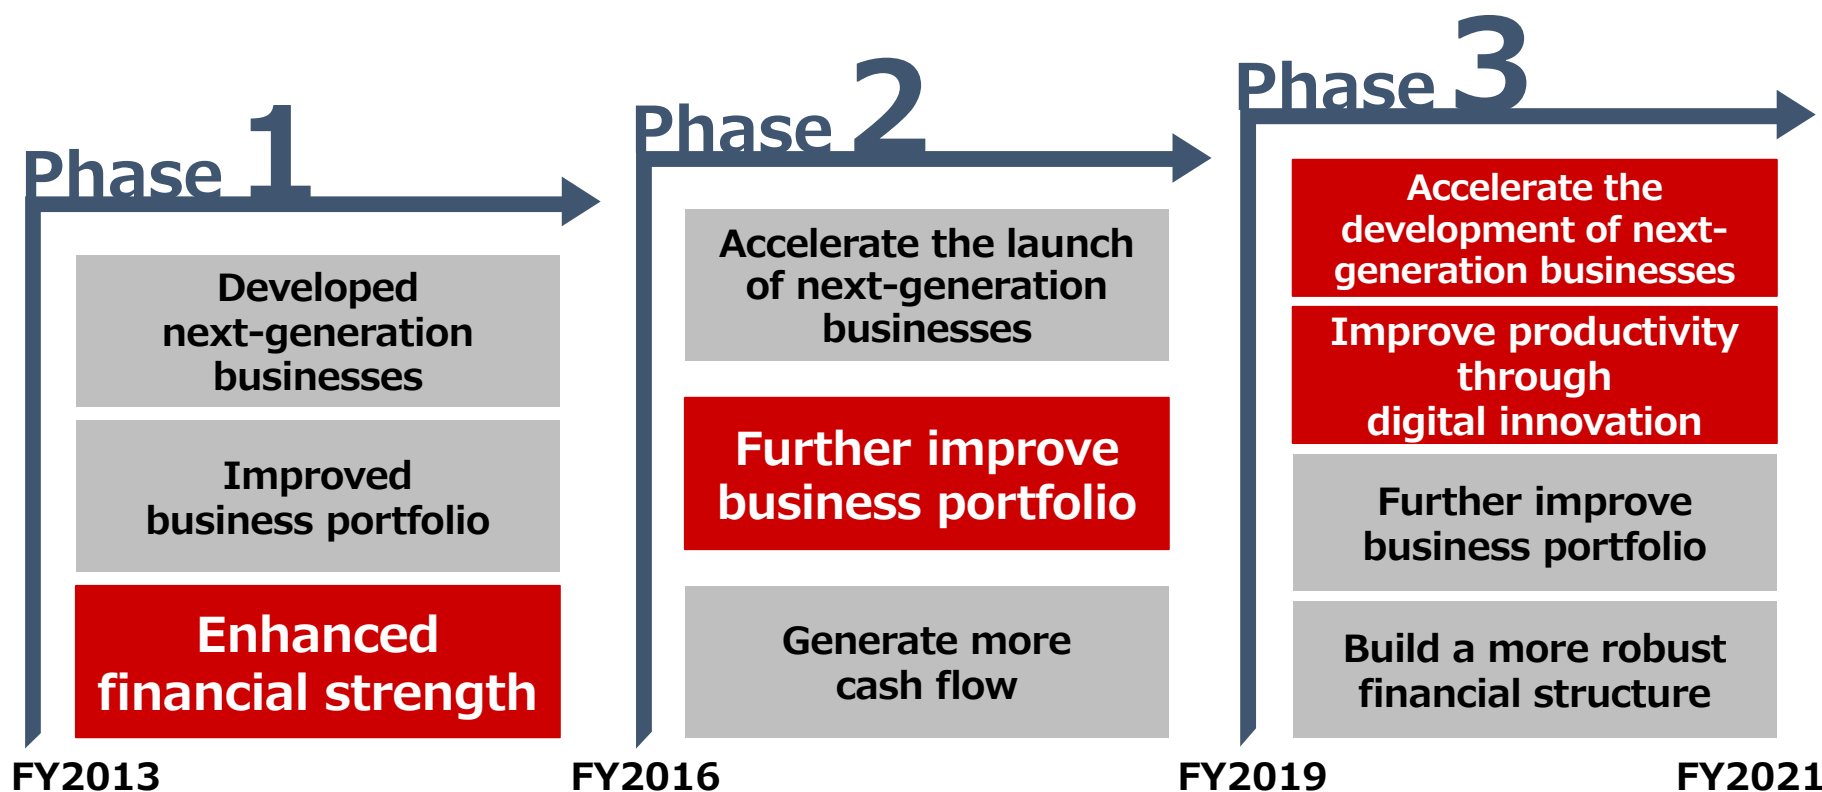 Phase 1
Developed
next-generation
businesses
Improved
business portfolio
Enhanced
financial strength
Phase 2
Accelerate the launch
of next-generation
businesses
Further improve
business portfolio
Generate more
cash flow
Phase 3
Accelerate the
development of next-
generation businesses
Improve productivity
through
digital innovation
Further improve
business portfolio
Build a more robust
financial structure
FY2013
FY2016
FY2019
FY2021